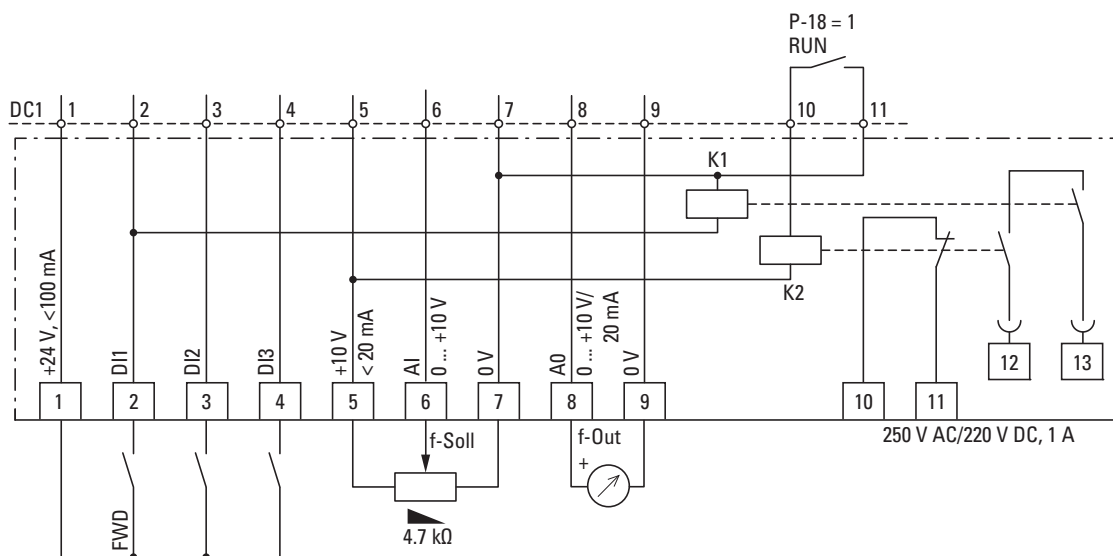 P-18 = 1
RUN
DC1 1 2 3 4 5 6 7 8 9 10 11
K1
K2
+24 V, <100 mA
DI1
DI2
DI3
+10 V
< 20 mA
AI
0 ... +10 V
0 V
A0
0 ... +10 V/
20 mA
0 V
12 13
1 2 3 4 5 6 7 8 9 10 11
250 V AC/220 V DC, 1 A
f-Soll
f-Out
+
4.7 kΩ
FWD